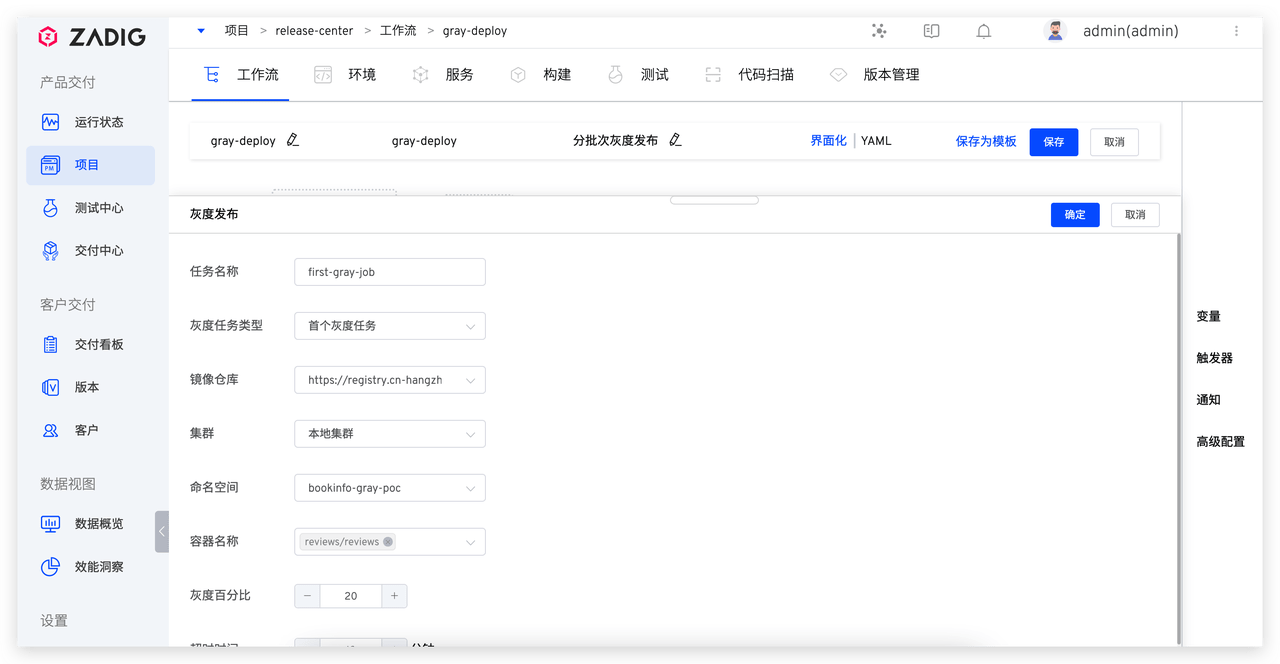 ZADIG
项目 > release-center > 工作流 > gray-deploy
admin(admin)
工作流 环境 服务 构建 测试 代码扫描 版本管理
产品交付
运行状态
项目
测试中心
交付中心
客户交付
交付看板
版本
客户
数据视图
数据概览
效能洞察
设置
gray-deploy gray-deploy 分批次灰度发布 界面化 | YAML 保存为模板 保存 取消
灰度发布 确定 取消
任务名称 first-gray-job
灰度任务类型 首个灰度任务
镜像仓库 https://registry.cn-hangzh
集群 本地集群
命名空间 bookinfo-gray-poc
容器名称 reviews/reviews
灰度百分比 − 20 +
变量
触发器
通知
高级配置